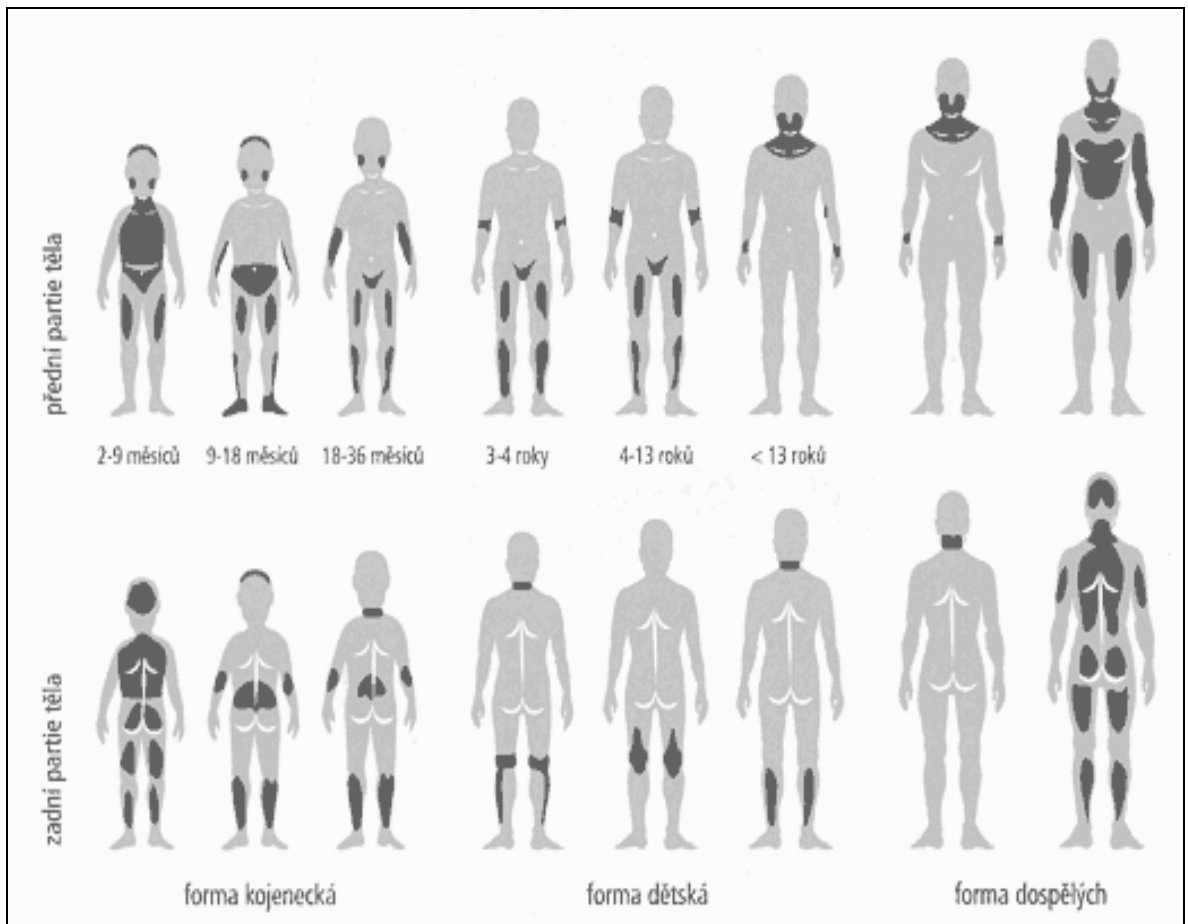 přední partie těla
2-9 měsíců
9-18 měsíců
18-36 měsíců
3-4 roky
4-13 roků
< 13 roků
zadní partie těla
forma kojenecká
forma dětská
forma dospělých